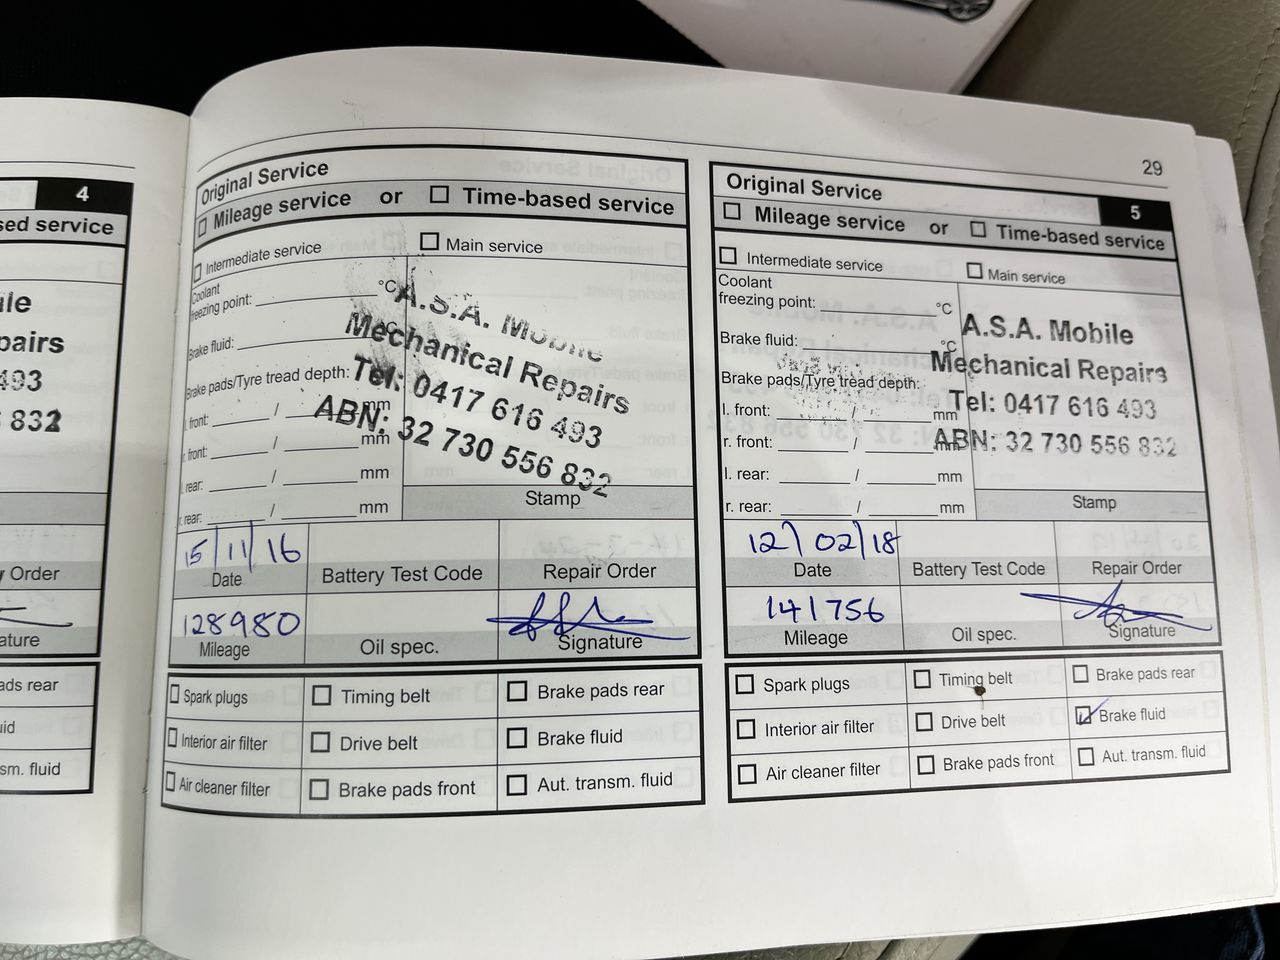 4
sed service
ile
pairs
493
832
Order
ature
ads rear
uid
sm. fluid
Original Service
Mileage service or Time-based service
Intermediate service Main service
Coolant
freezing point: °C
Brake fluid: °C
Brake pads/Tyre tread depth:
l. front: / mm
r. front: / mm
l. rear: / mm
r. rear: / mm
A.S.A. Mobile
Mechanical Repairs
Tel: 0417 616 493
ABN: 32 730 556 832
Stamp
15/11/16
Date Battery Test Code Repair Order
128980
Mileage Oil spec. Signature
Spark plugs Timing belt Brake pads rear
Interior air filter Drive belt Brake fluid
Air cleaner filter Brake pads front Aut. transm. fluid
29
Original Service
5
Mileage service or Time-based service
Intermediate service Main service
Coolant
freezing point: °C
Brake fluid: °C
Brake pads/Tyre tread depth:
l. front: / mm
r. front: / mm
l. rear: / mm
r. rear: / mm
A.S.A. Mobile
Mechanical Repairs
Tel: 0417 616 493
ABN: 32 730 556 832
Stamp
12/02/18
Date Battery Test Code Repair Order
141756
Mileage Oil spec. Signature
Spark plugs Timing belt Brake pads rear
Interior air filter Drive belt Brake fluid
Air cleaner filter Brake pads front Aut. transm. fluid